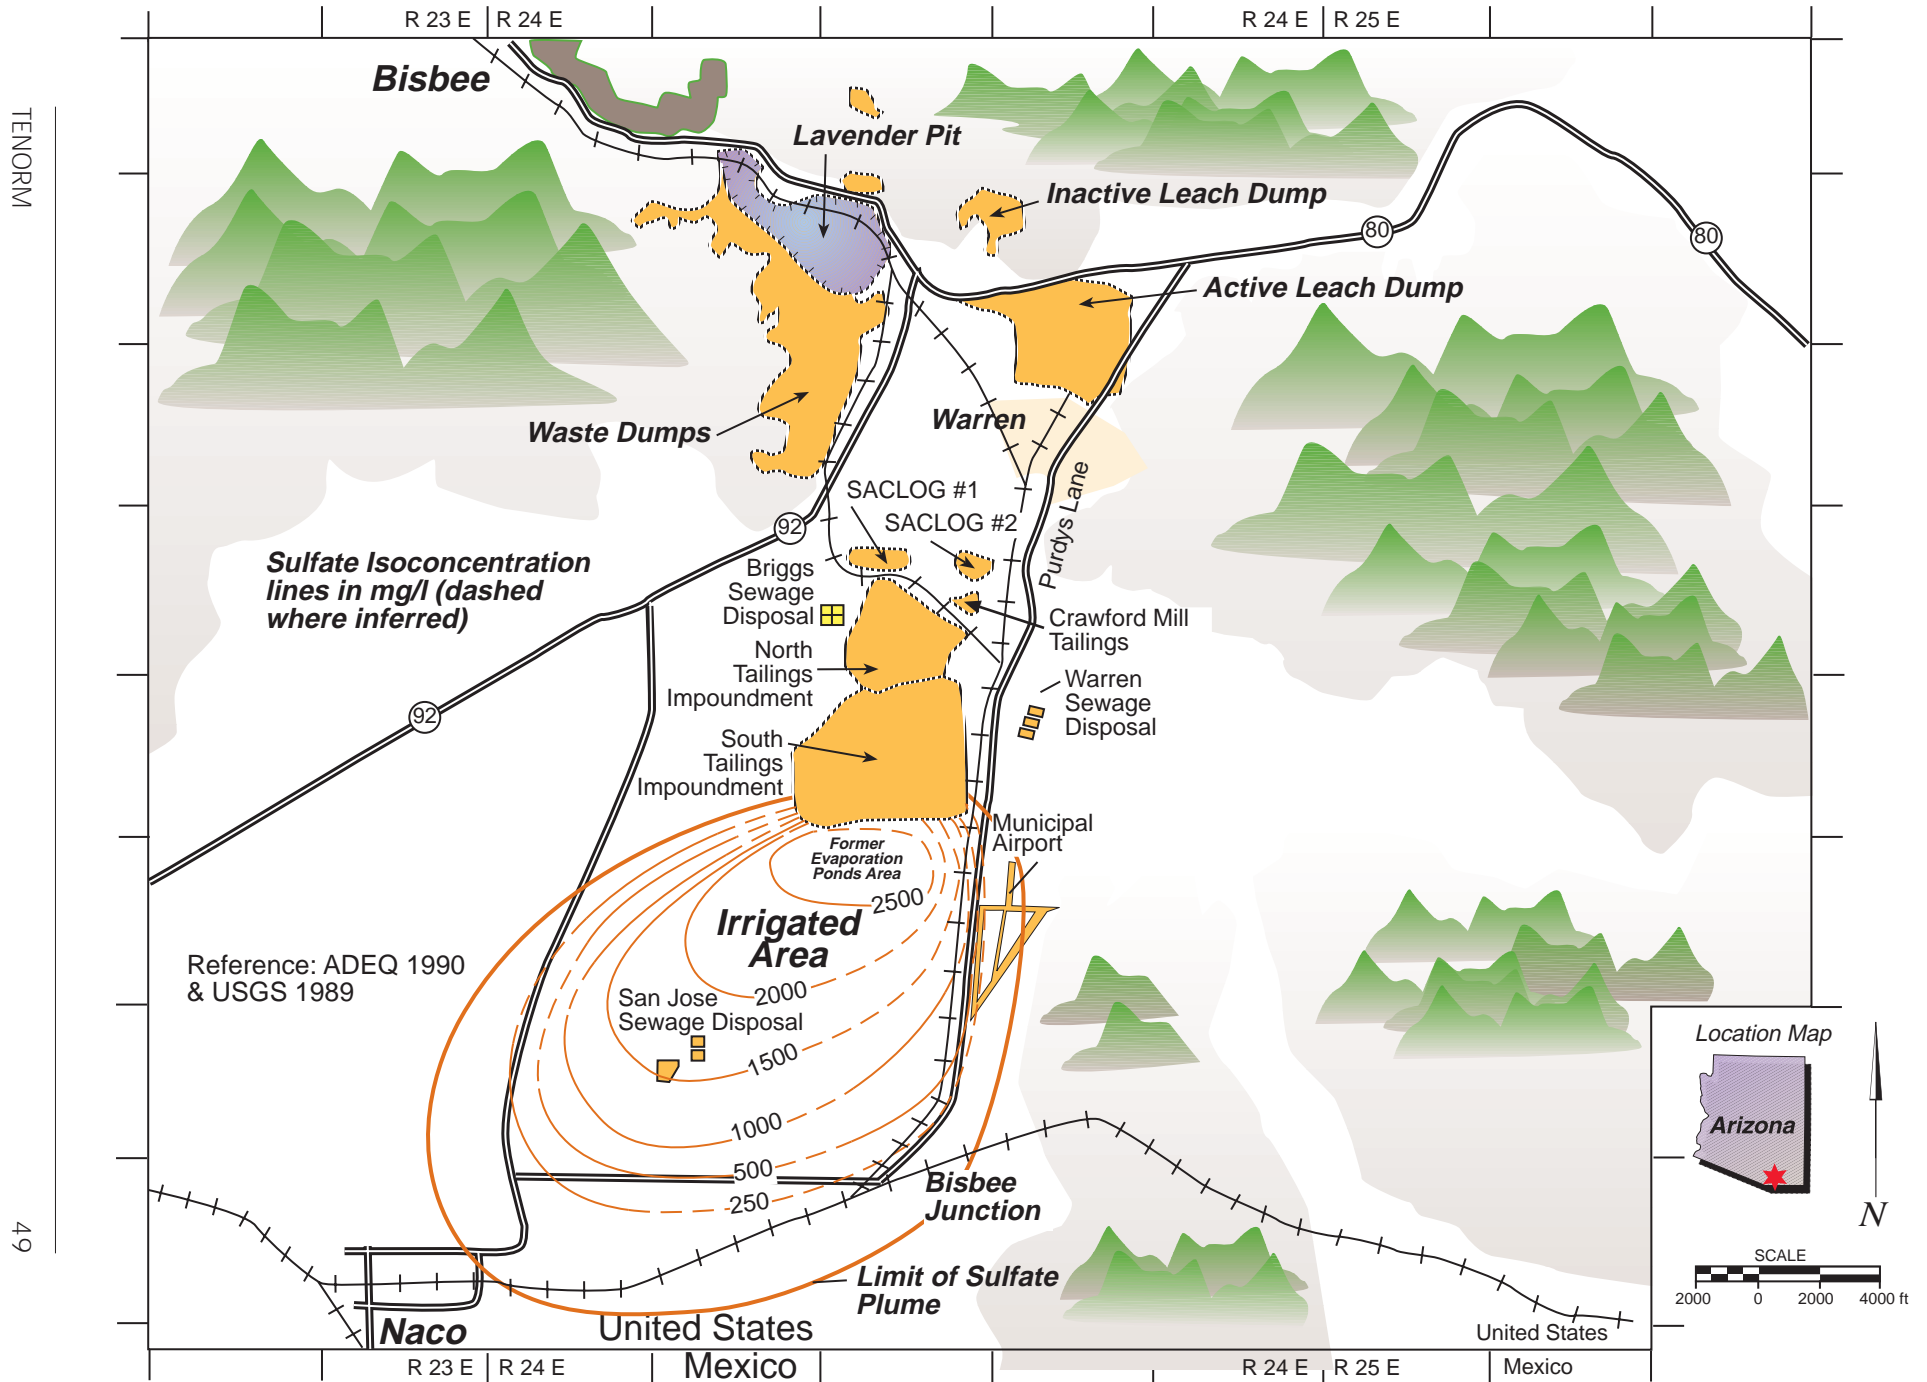 R 23 E
R 24 E
R 24 E
R 25 E
TENORM
Bisbee
Lavender Pit
Inactive Leach Dump
80
80
Active Leach Dump
Warren
Waste Dumps
SACLOG #1
SACLOG #2
Purdys Lane
92
Sulfate Isoconcentration
lines in mg/l (dashed
where inferred)
Briggs
Sewage
Disposal
Crawford Mill
Tailings
North
Tailings
Impoundment
Warren
Sewage
Disposal
92
South
Tailings
Impoundment
Municipal
Airport
Former
Evaporation
Ponds Area
2500
Irrigated
Area
Reference: ADEQ 1990
& USGS 1989
2000
San Jose
Sewage Disposal
1500
1000
500
250
Bisbee
Junction
Limit of Sulfate
Plume
Naco
United States
Mexico
Location Map
Arizona
N
SCALE
2000
0
2000
4000 ft
United States
Mexico
R 23 E
R 24 E
R 24 E
R 25 E
49